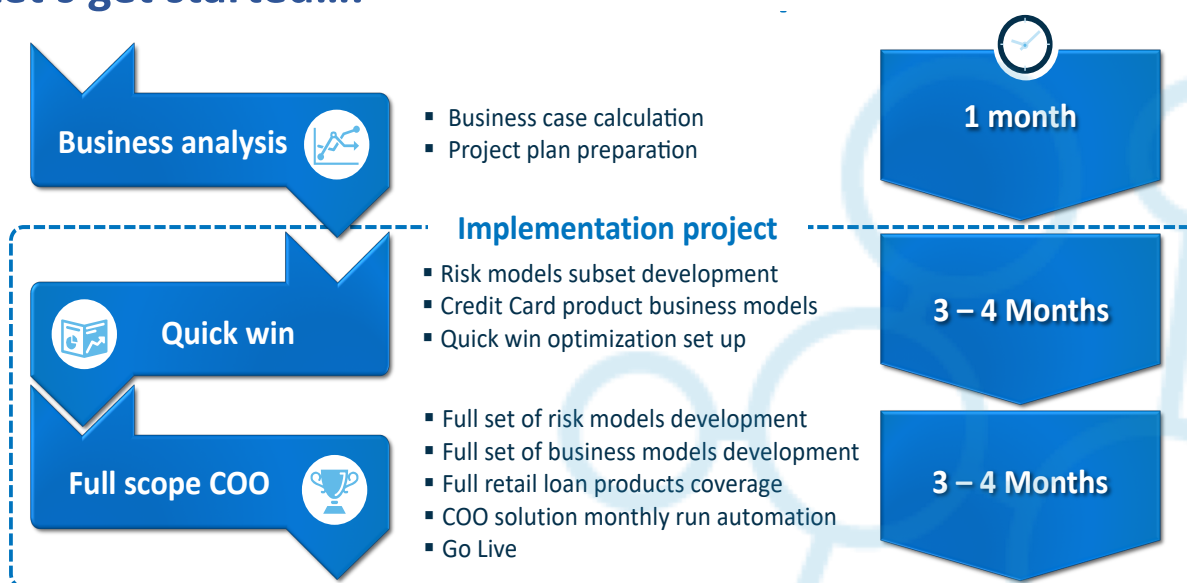 let's get started....
Business analysis
▪ Business case calculation
▪ Project plan preparation
1 month
Implementation project
Quick win
▪ Risk models subset development
▪ Credit Card product business models
▪ Quick win optimization set up
3 – 4 Months
Full scope COO
▪ Full set of risk models development
▪ Full set of business models development
▪ Full retail loan products coverage
▪ COO solution monthly run automation
▪ Go Live
3 – 4 Months